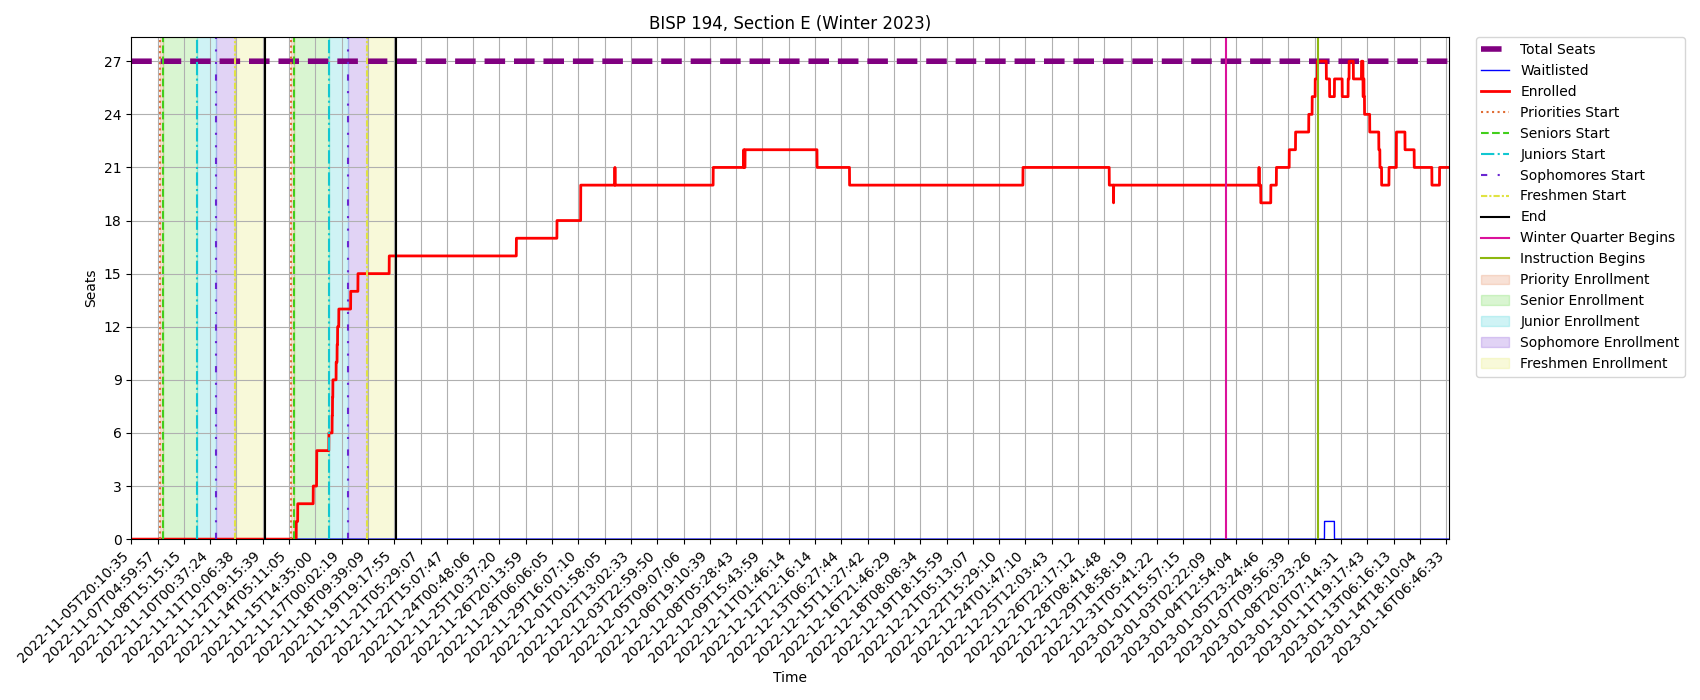 BISP 194, Section E (Winter 2023)
Seats
27
24
21
18
15
12
9
6
3
0
2022-11-05T20:10:35
2022-11-07T04:59:57
2022-11-08T15:15:15
2022-11-10T00:37:24
2022-11-11T10:06:38
2022-11-12T19:15:39
2022-11-14T05:11:05
2022-11-15T14:35:00
2022-11-17T00:02:19
2022-11-18T09:39:09
2022-11-19T19:17:55
2022-11-21T05:29:07
2022-11-22T15:07:47
2022-11-24T00:48:06
2022-11-25T10:37:20
2022-11-26T20:13:59
2022-11-28T06:06:05
2022-11-29T16:07:10
2022-12-01T01:58:05
2022-12-02T13:02:33
2022-12-03T22:59:50
2022-12-05T09:07:06
2022-12-06T19:10:39
2022-12-08T05:28:43
2022-12-09T15:43:59
2022-12-11T01:46:14
2022-12-12T12:16:14
2022-12-13T06:27:44
2022-12-15T11:27:42
2022-12-16T21:46:29
2022-12-18T08:08:34
2022-12-19T18:15:59
2022-12-21T05:13:07
2022-12-22T15:29:10
2022-12-24T01:47:10
2022-12-25T12:03:43
2022-12-26T22:17:12
2022-12-28T08:41:48
2022-12-29T18:58:19
2022-12-31T05:41:22
2023-01-01T15:57:15
2023-01-03T02:22:09
2023-01-04T12:54:04
2023-01-05T23:24:46
2023-01-07T09:56:39
2023-01-08T20:23:26
2023-01-10T07:14:31
2023-01-11T19:17:43
2023-01-13T06:16:13
2023-01-14T18:10:04
2023-01-16T06:46:33
Time
Total Seats
Waitlisted
Enrolled
Priorities Start
Seniors Start
Juniors Start
Sophomores Start
Freshmen Start
End
Winter Quarter Begins
Instruction Begins
Priority Enrollment
Senior Enrollment
Junior Enrollment
Sophomore Enrollment
Freshmen Enrollment